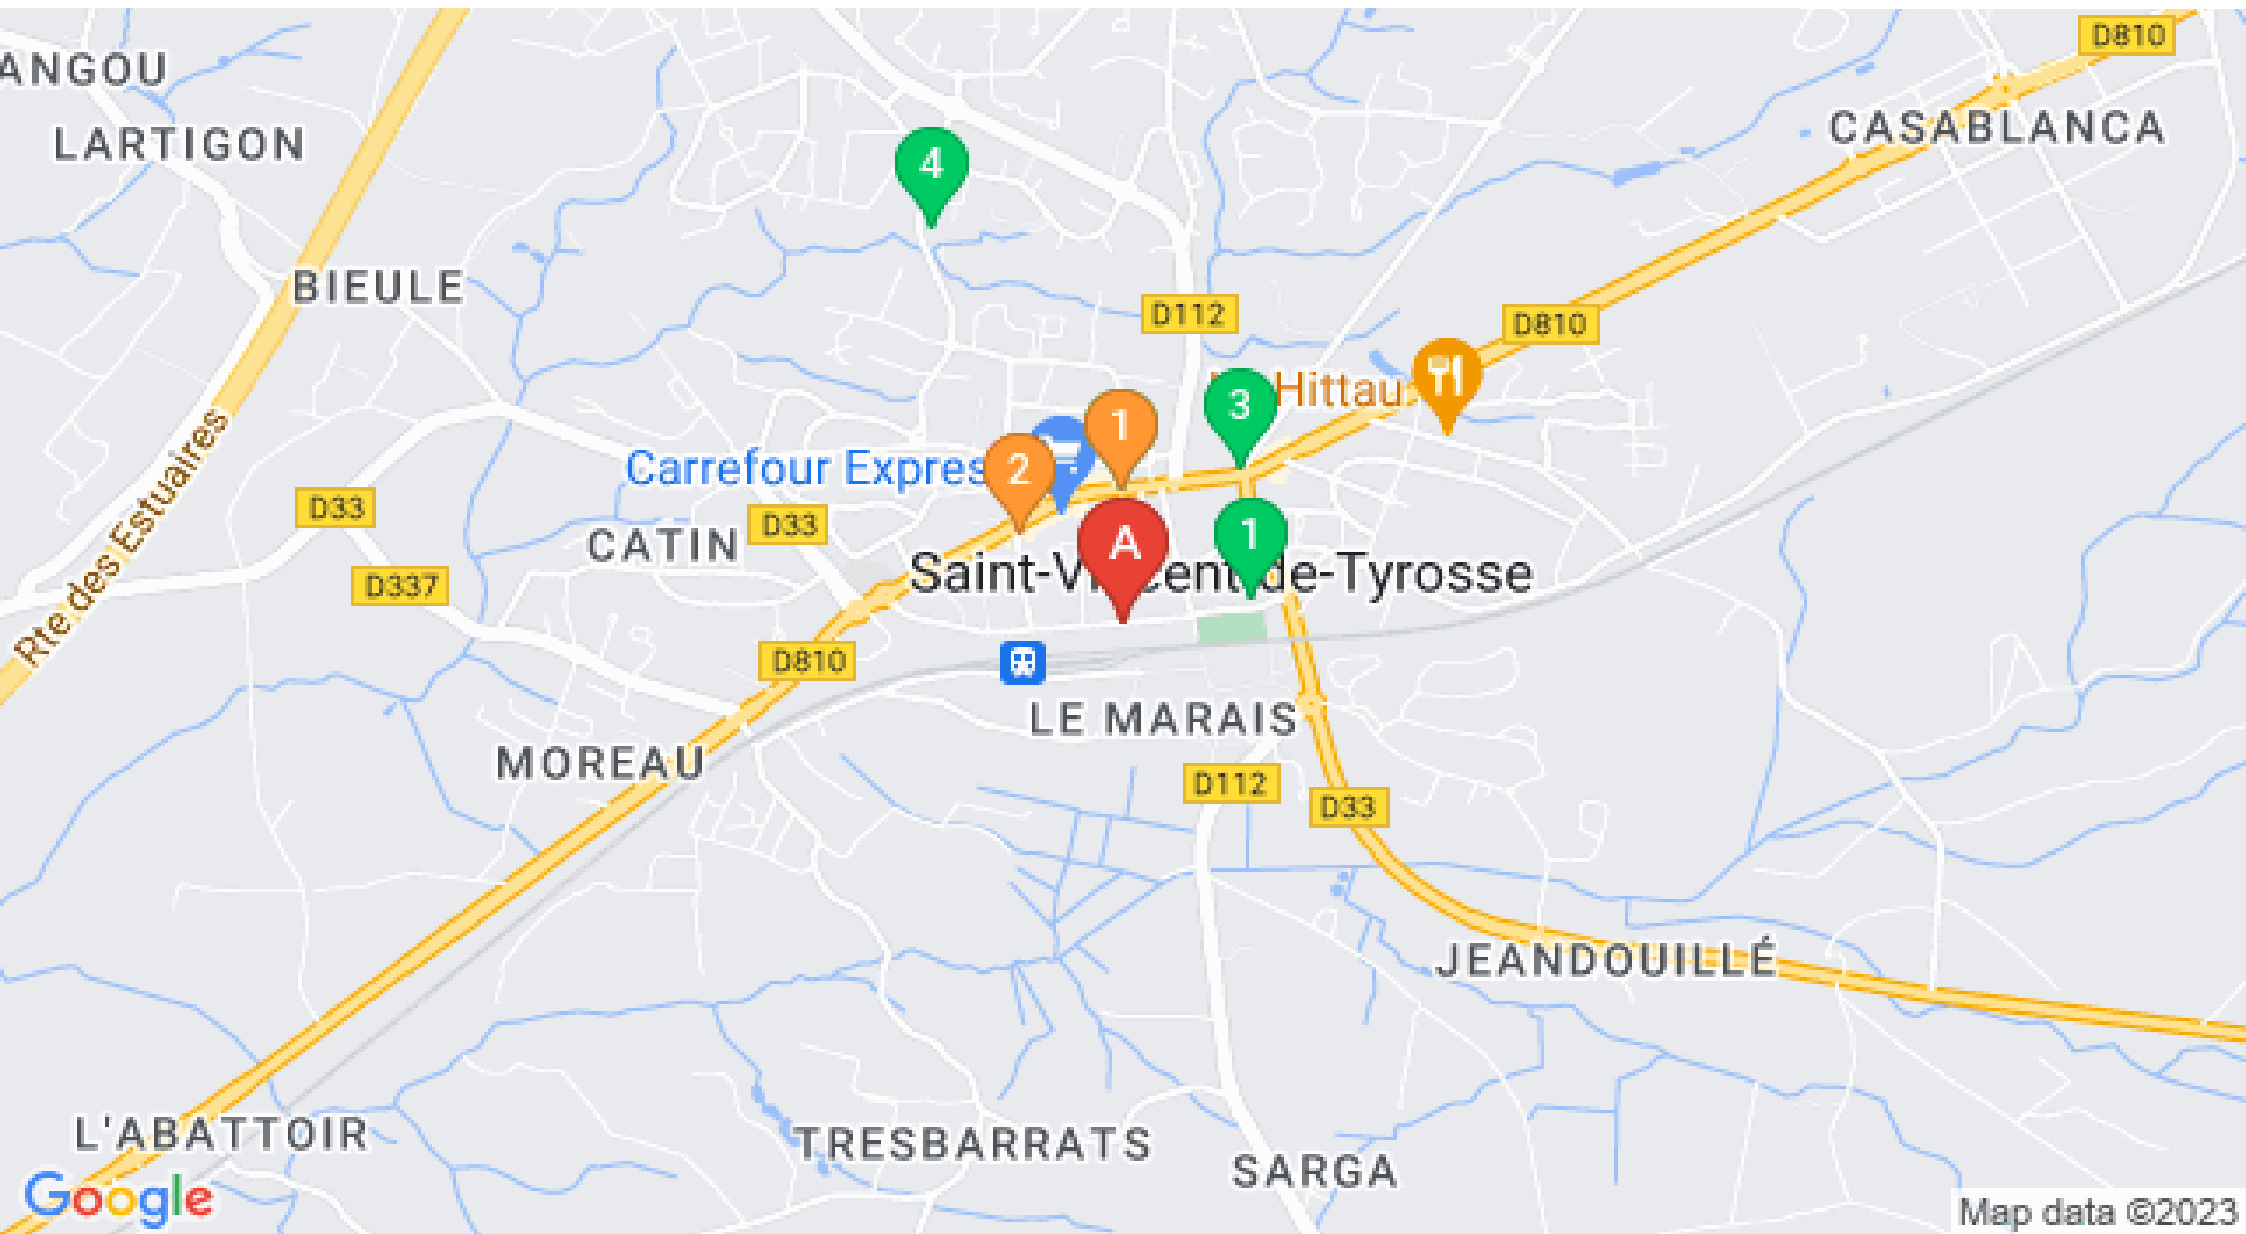 D810
ANGOU
LARTIGON
CASABLANCA
4
BIEULE
D112
D810
Hittau
3
1
2
Carrefour Expres
D33
D33
CATIN
A
1
Saint-Vincent-de-Tyrosse
D337
Rte des Estuaires
D810
LE MARAIS
MOREAU
D112
D33
JEANDOUILLÉ
L'ABATTOIR
TRESBARRATS
SARGA
Google
Map data ©2023